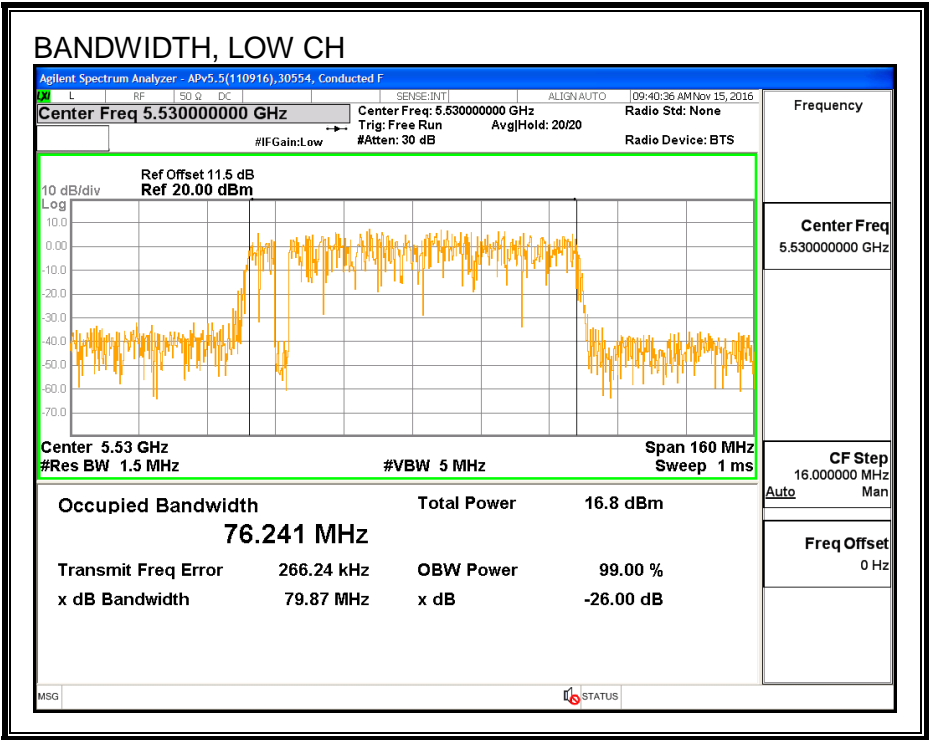 BANDWIDTH, LOW CH
Agilent Spectrum Analyzer - APv5.5(110916),30554, Conducted F
LXI L RF 50 Ω DC SENSE:INT ALIGN AUTO 09:40:36 AM Nov 15, 2016
Center Freq 5.530000000 GHz
Center Freq: 5.530000000 GHz
Radio Std: None
Trig: Free Run Avg|Hold: 20/20
#IFGain:Low
#Atten: 30 dB
Radio Device: BTS
Ref Offset 11.5 dB
10 dB/div Ref 20.00 dBm
Log
10.0
0.00
-10.0
-20.0
-30.0
-40.0
-50.0
-60.0
-70.0
Center 5.53 GHz Span 160 MHz
#Res BW 1.5 MHz #VBW 5 MHz Sweep 1 ms
Occupied Bandwidth Total Power 16.8 dBm
76.241 MHz
Transmit Freq Error 266.24 kHz OBW Power 99.00 %
x dB Bandwidth 79.87 MHz x dB -26.00 dB
MSG STATUS
Frequency
Center Freq
5.530000000 GHz
CF Step
16.000000 MHz
Auto Man
Freq Offset
0 Hz